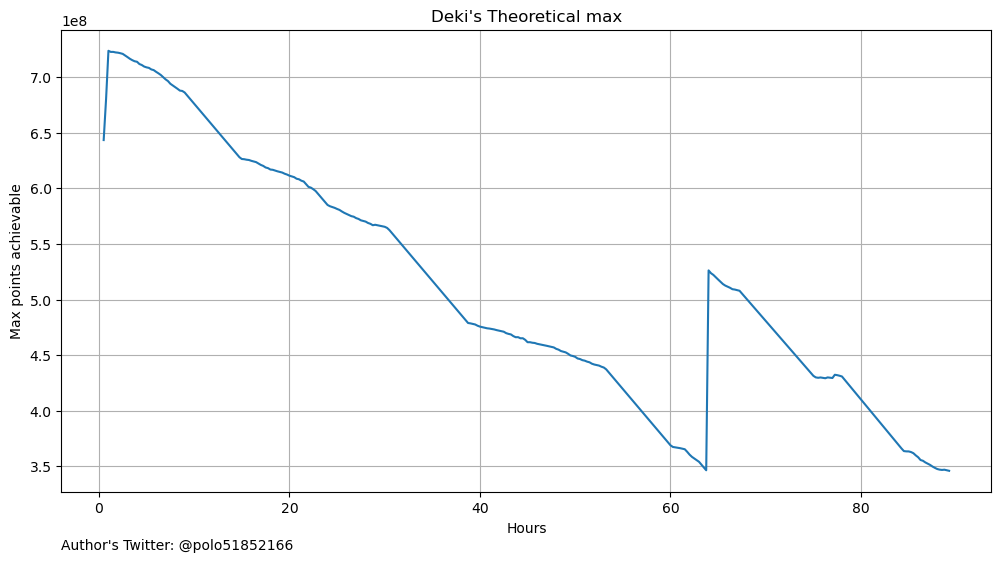 Deki's Theoretical max
1e8
7.0
6.5
6.0
5.5
5.0
4.5
4.0
3.5
Max points achievable
0 20 40 60 80
Hours
Author's Twitter: @polo51852166